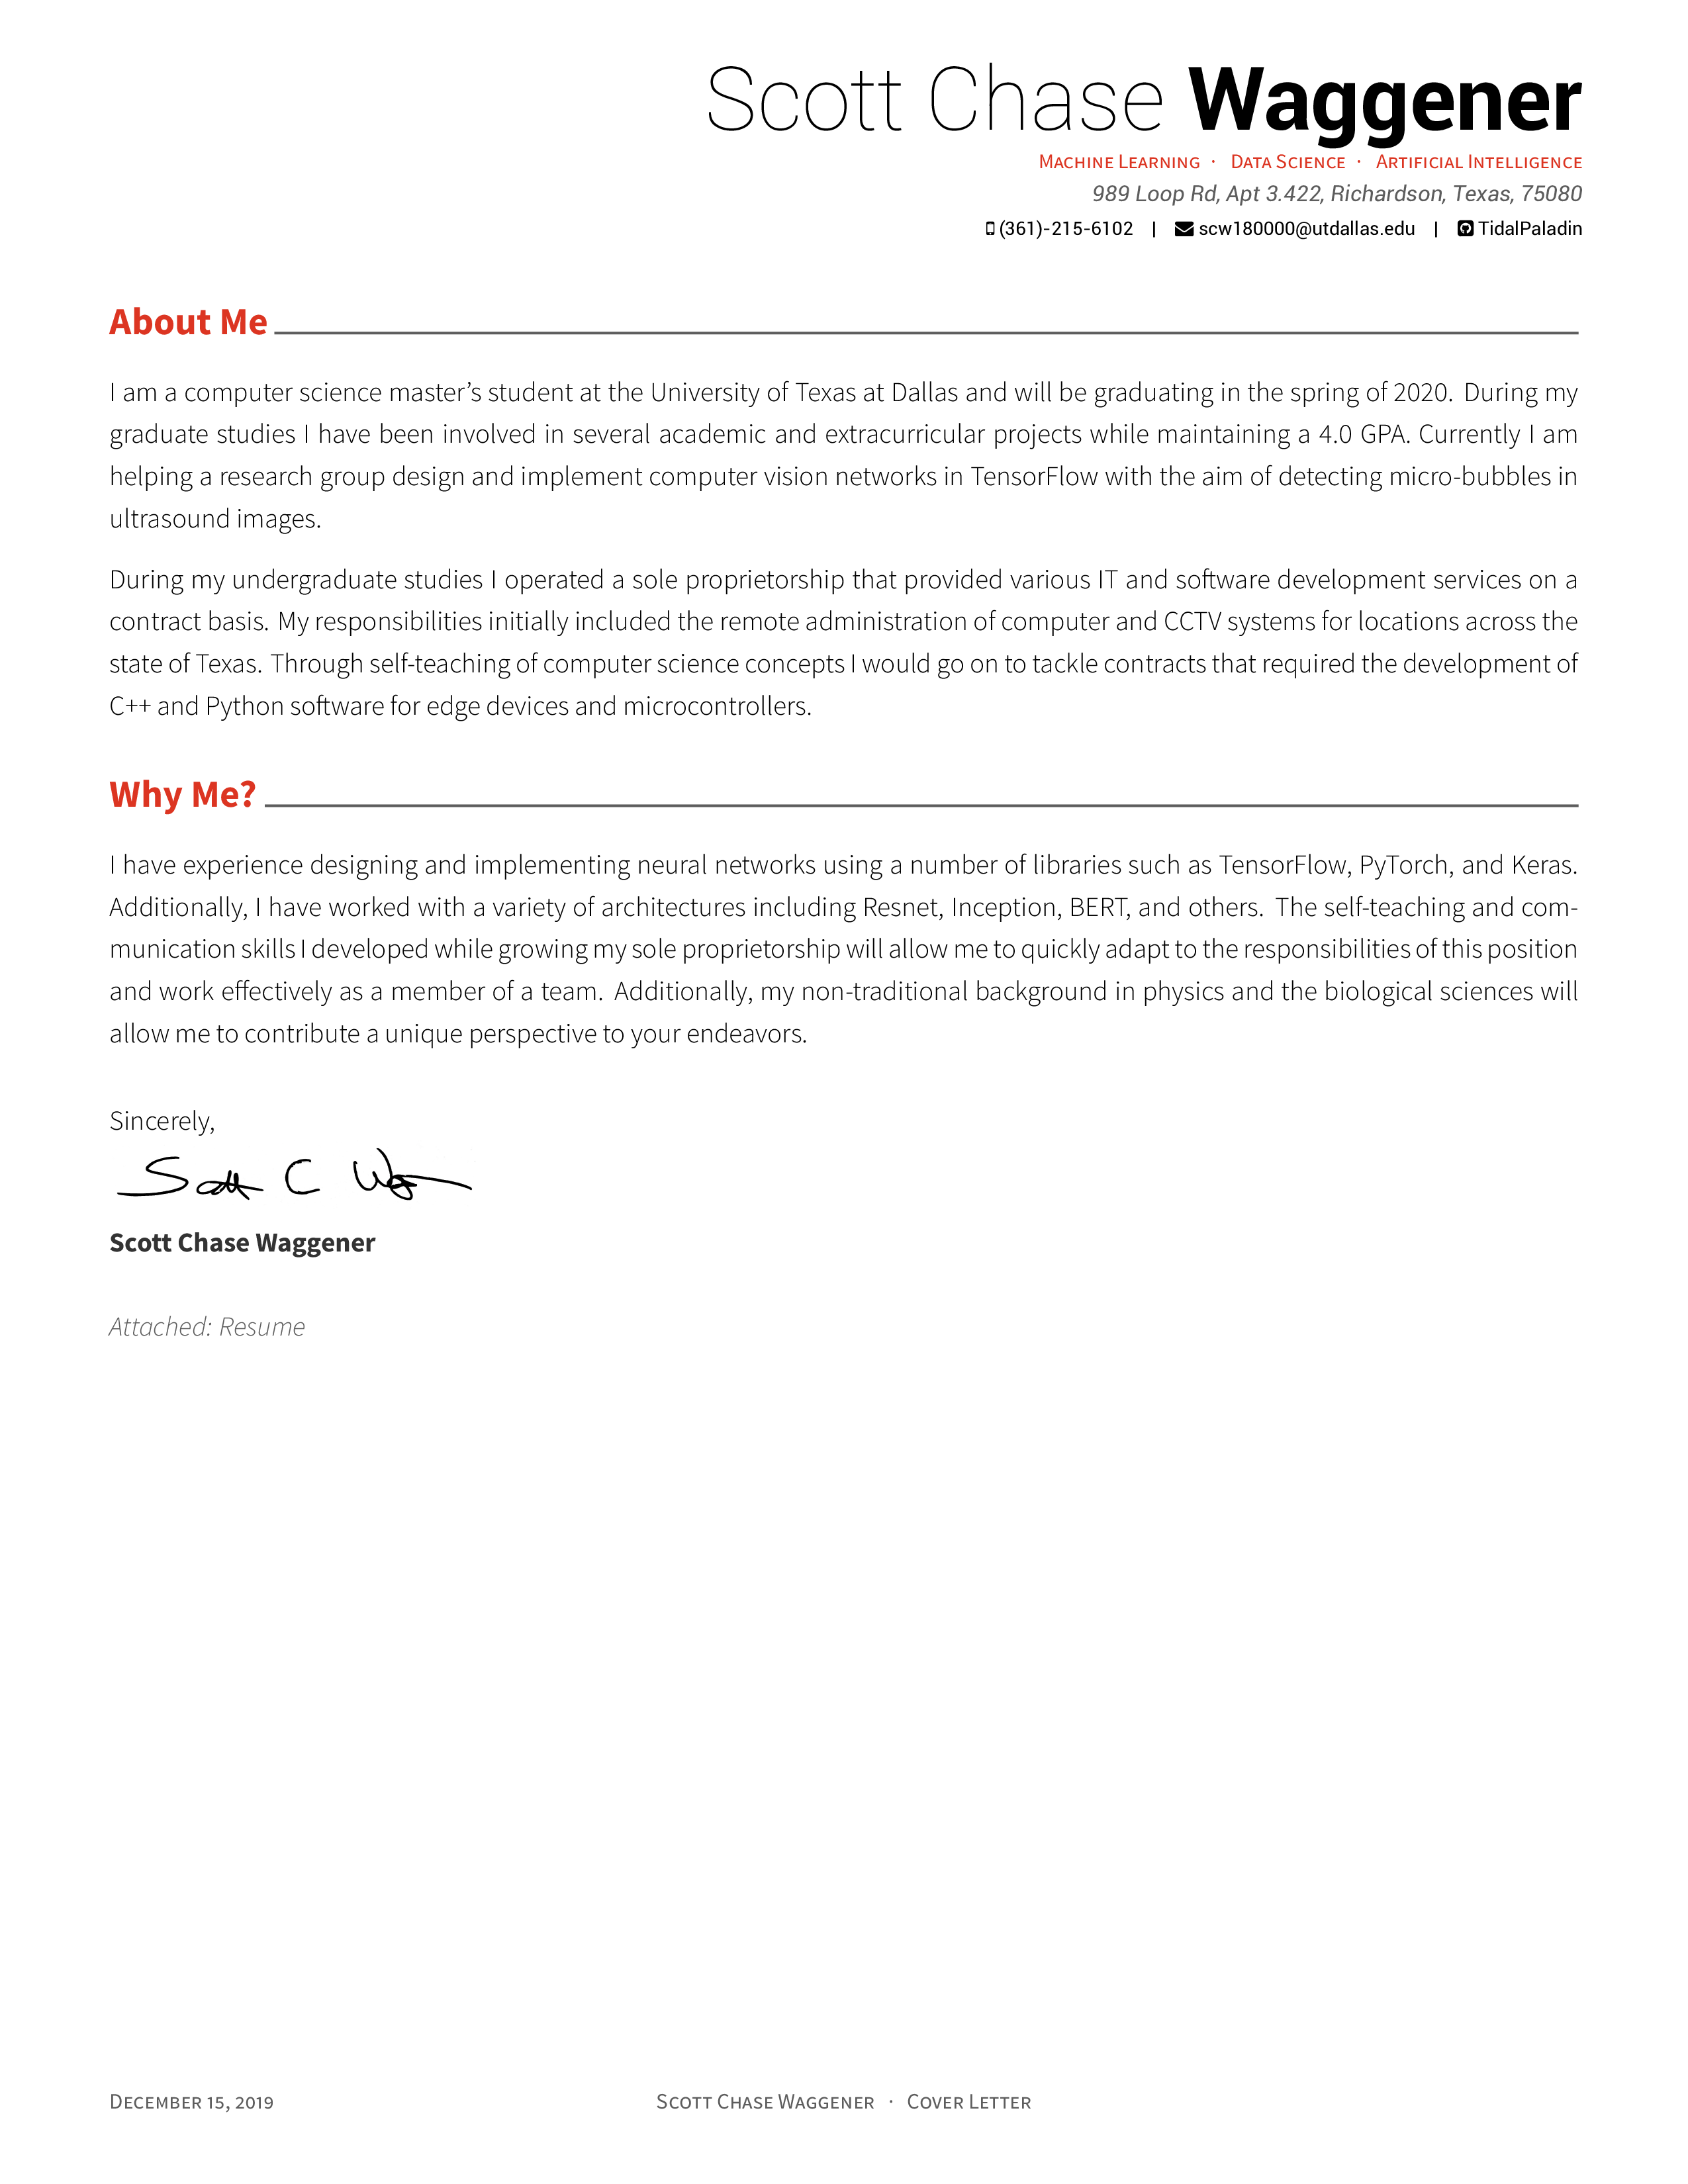 Scott Chase Waggener
Machine Learning · Data Science · Artificial Intelligence
989 Loop Rd, Apt 3.422, Richardson, Texas, 75080
(361)-215-6102 | scw180000@utdallas.edu | TidalPaladin
About Me
I am a computer science master’s student at the University of Texas at Dallas and will be graduating in the spring of 2020. During my
graduate studies I have been involved in several academic and extracurricular projects while maintaining a 4.0 GPA. Currently I am
helping a research group design and implement computer vision networks in TensorFlow with the aim of detecting micro-bubbles in
ultrasound images.
During my undergraduate studies I operated a sole proprietorship that provided various IT and software development services on a
contract basis. My responsibilities initially included the remote administration of computer and CCTV systems for locations across the
state of Texas. Through self-teaching of computer science concepts I would go on to tackle contracts that required the development of
C++ and Python software for edge devices and microcontrollers.
Why Me?
I have experience designing and implementing neural networks using a number of libraries such as TensorFlow, PyTorch, and Keras.
Additionally, I have worked with a variety of architectures including Resnet, Inception, BERT, and others. The self-teaching and com-
munication skills I developed while growing my sole proprietorship will allow me to quickly adapt to the responsibilities of this position
and work effectively as a member of a team. Additionally, my non-traditional background in physics and the biological sciences will
allow me to contribute a unique perspective to your endeavors.
Sincerely,
Scott C W
Scott Chase Waggener
Attached: Resume
December 15, 2019 Scott Chase Waggener · Cover Letter